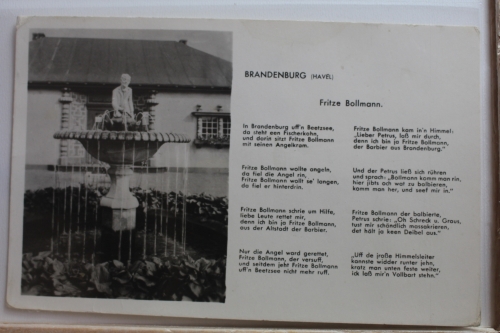 BRANDENBURG (HAVEL)
Fritze Bollmann.
In Brandenburg uff'n Beetzsee,
da steht een Fischerkahn,
und darin sitzt Fritze Bollmann
mit seinen Angelkram.
Fritze Bollmann wollte angeln,
da fiel die Angel rin,
Fritze Bollmann wollt se' langen,
da fiel er hinterdrin.
Fritze Bollmann schrie um Hilfe,
liebe Leute rettet mir,
denn ich bin jo Fritze Bollmann,
aus der Altstadt der Barbier.
Nur die Angel ward gerettet,
Fritze Bollmann, der versuff,
und seitdem jeht Fritze Bollmann
uff'n Beetzsee nicht mehr ruff.
Fritze Bollmann kam in'n Himmel:
„Lieber Petrus, laß mir durch,
denn ich bin jo Fritze Bollmann,
der Barbier aus Brandenburg."
Und der Petrus ließ sich rühren
und sprach: „Bollmann komm man rin,
hier jibts och wat zu balbieren,
komm man her, und seef mir in."
Fritze Bollmann der balbierte,
Petrus schrie: „Oh Schreck u. Graus,
tust mir schändlich massakrieren,
det hält jo keen Deibel aus."
„Uff de jroße Himmelsleiter
kannste widder runter jehn,
kratz man unten feste weiter,
ick laß mir'n Vollbart stehn."